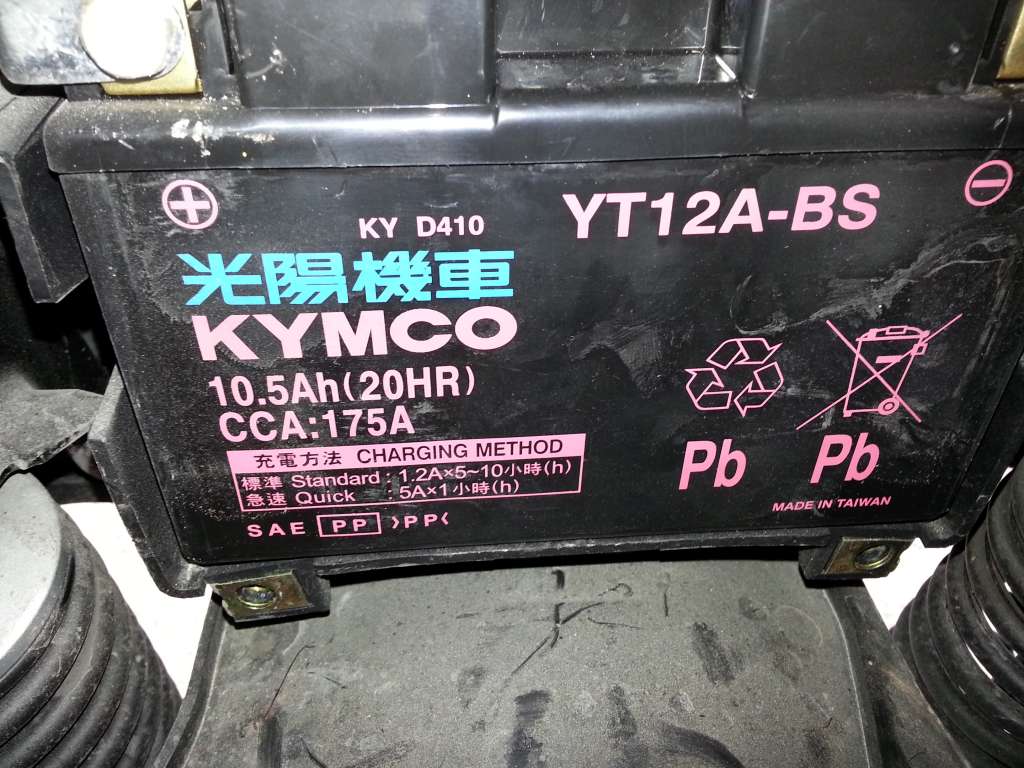 KY D410
YT12A-BS
光陽機車
KYMCO
10.5Ah(20HR)
CCA:175A
充電方法 CHARGING METHOD
標準 Standard : 1.2A×5~10小時(h)
急速 Quick : 5A×1小時(h)
SAE PP >PP<
Pb Pb
MADE IN TAIWAN